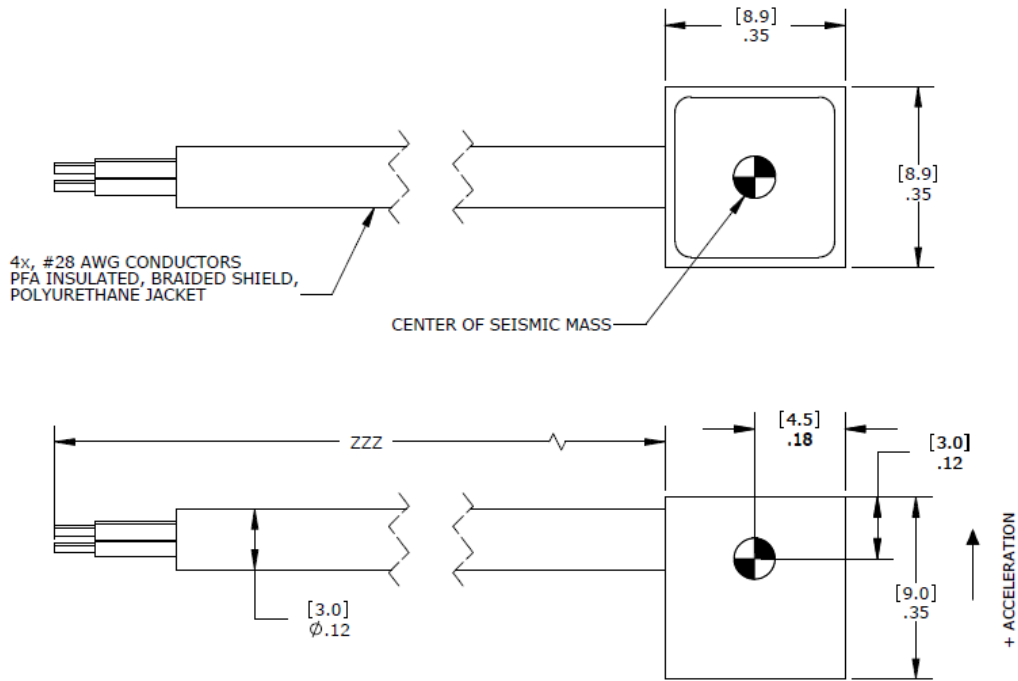 [8.9]
.35
[8.9]
.35
4x, #28 AWG CONDUCTORS
PFA INSULATED, BRAIDED SHIELD,
POLYURETHANE JACKET
CENTER OF SEISMIC MASS
ZZZ
[4.5]
.18
[3.0]
.12
[3.0]
Ø.12
[9.0]
.35
+ ACCELERATION